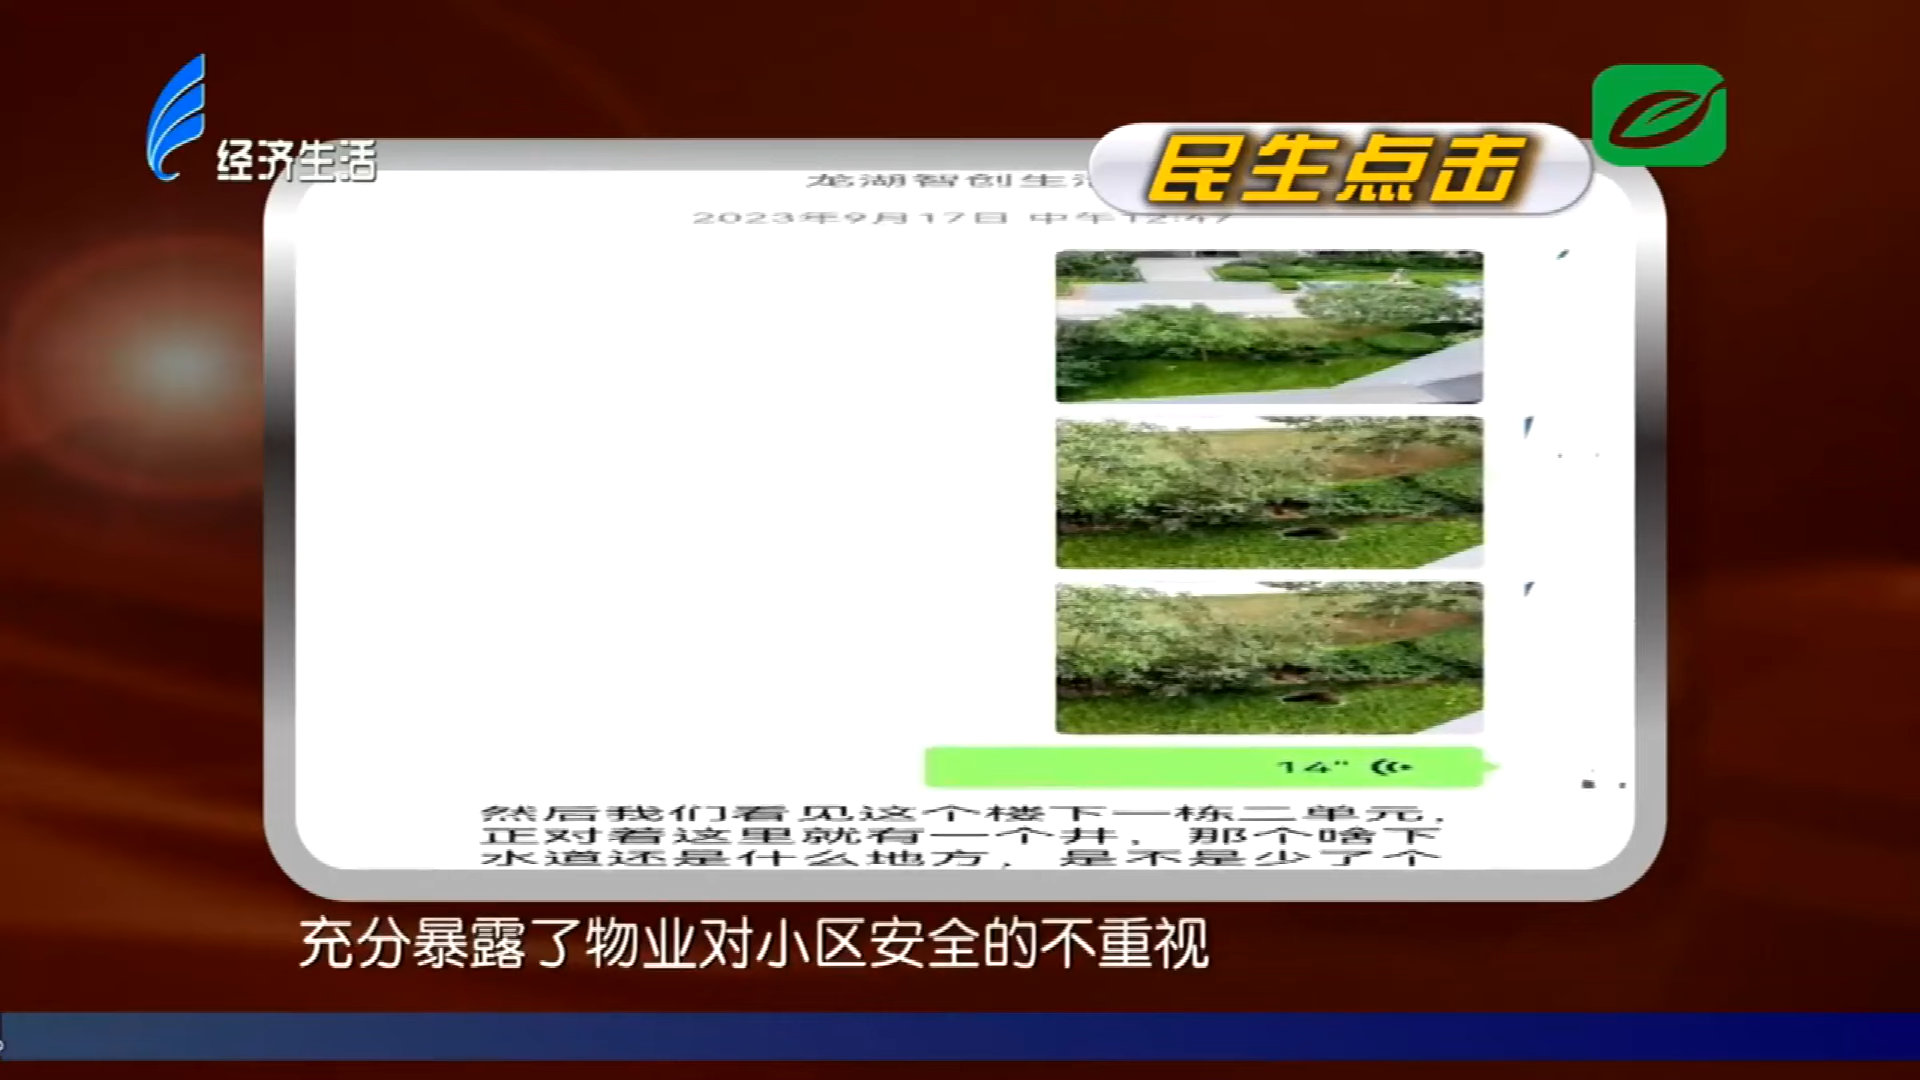 经济生活
民生点击
龙湖智创生活
2023年9月17日 中午12:47
14"
然后我们看见这个楼下一栋二单元，
正对着这里就有一个井，那个啥下
水道还是什么地方，是不是少了个
充分暴露了物业对小区安全的不重视